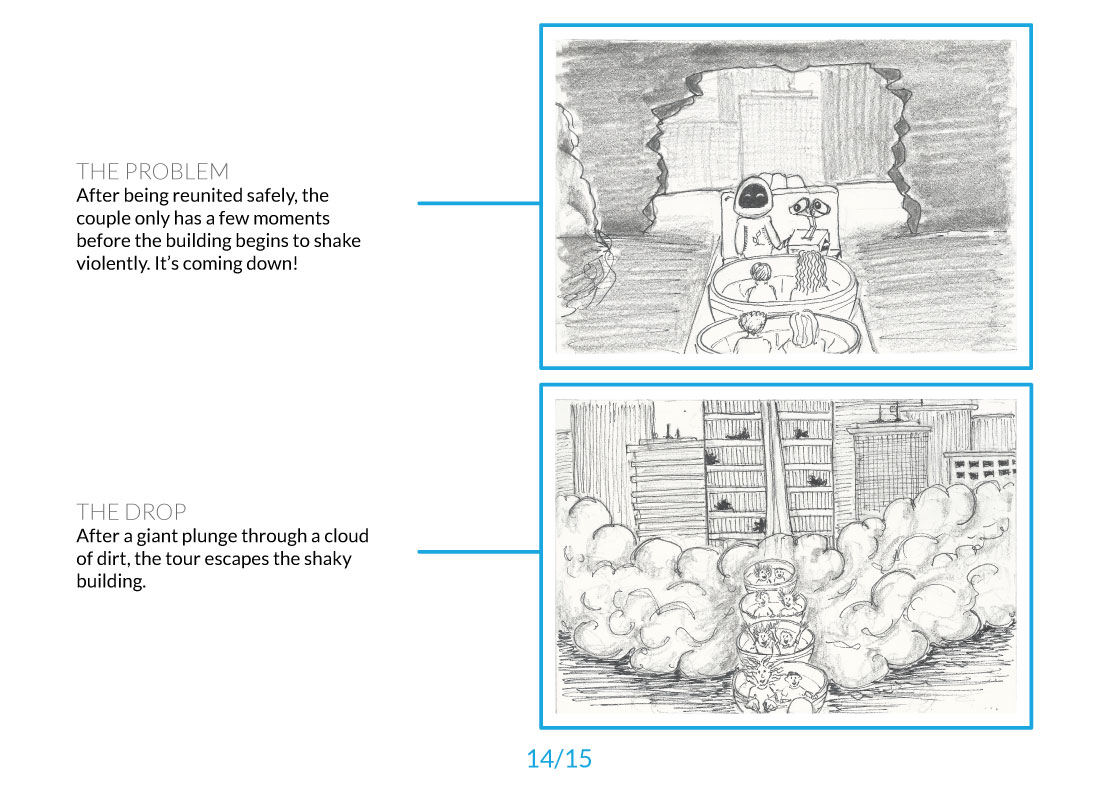 THE PROBLEM
After being reunited safely, the
couple only has a few moments
before the building begins to shake
violently. It’s coming down!
THE DROP
After a giant plunge through a cloud
of dirt, the tour escapes the shaky
building.
14/15